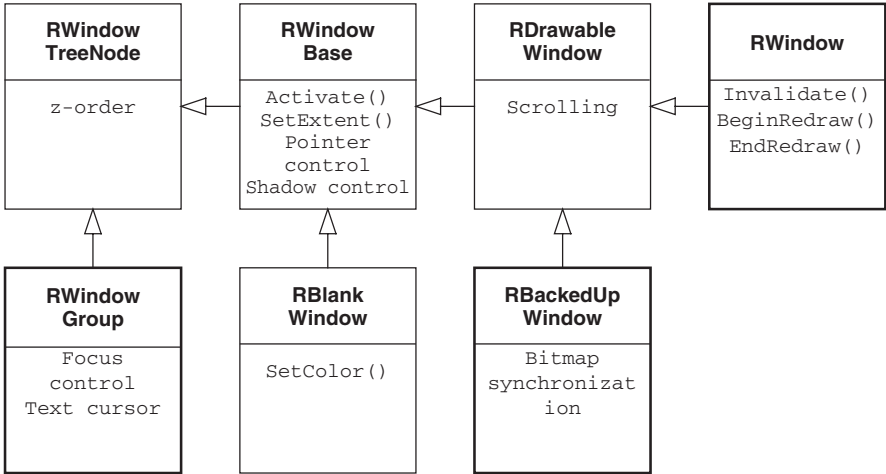 RWindow
TreeNode
z-order
RWindow
Base
Activate()
SetExtent()
Pointer
control
Shadow control
RDrawable
Window
Scrolling
RWindow
Invalidate()
BeginRedraw()
EndRedraw()
RWindow
Group
Focus
control
Text cursor
RBlank
Window
SetColor()
RBackedUp
Window
Bitmap
synchronizat
ion